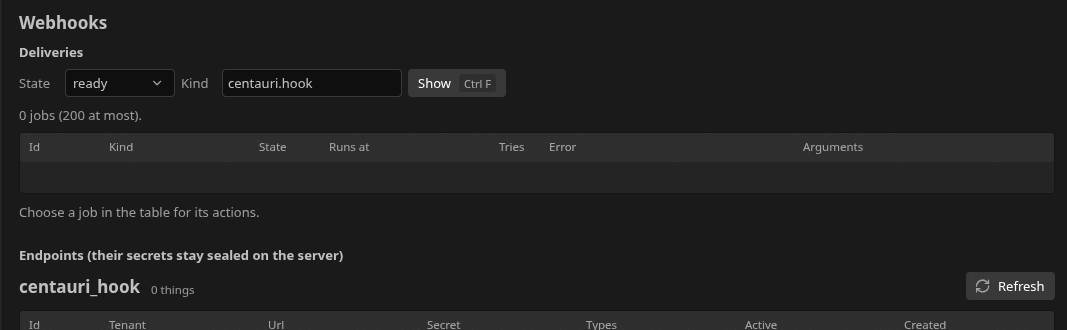 Webhooks
Deliveries
State ready Kind centauri.hook Show Ctrl F
0 jobs (200 at most).
Id Kind State Runs at Tries Error Arguments
Choose a job in the table for its actions.
Endpoints (their secrets stay sealed on the server)
centauri_hook 0 things Refresh
Id Tenant Url Secret Types Active Created